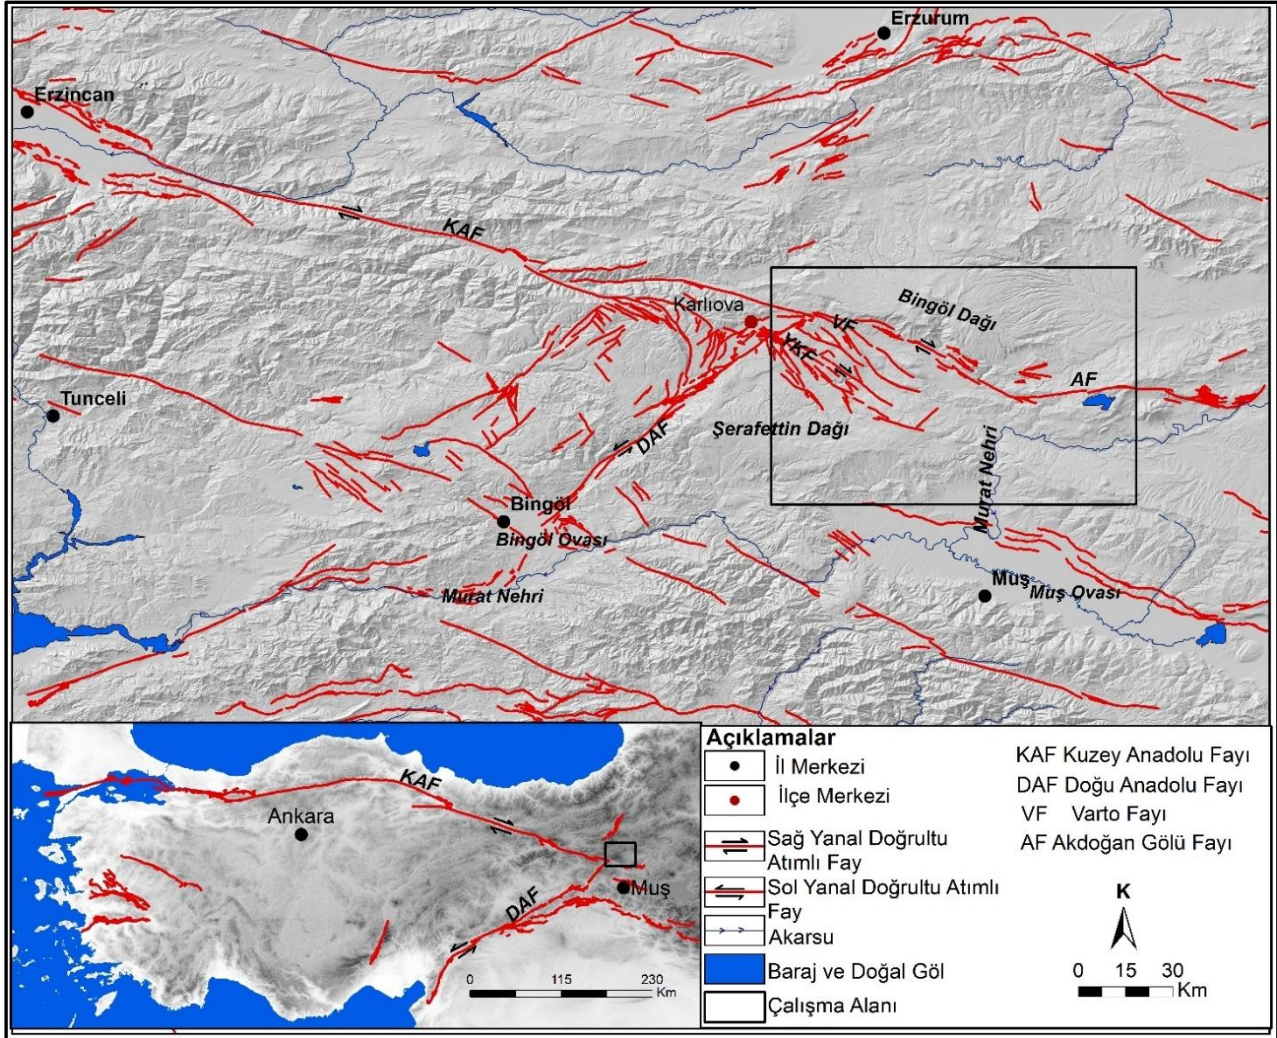 Erzurum
Erzincan
KAF
Karlıova
Bingöl Dağı
VF
YKF
AF
Tunceli
Şerafettin Dağı
DAF
Murat Nehri
Bingöl
Bingöl Ovası
Murat Nehri
Muş
Muş Ovası
KAF
Ankara
Muş
DAF
0 115 230
Km
Açıklamalar
İl Merkezi
İlçe Merkezi
Sağ Yanal Doğrultu
Atımlı Fay
Sol Yanal Doğrultu Atımlı
Fay
Akarsu
Baraj ve Doğal Göl
Çalışma Alanı
KAF Kuzey Anadolu Fayı
DAF Doğu Anadolu Fayı
VF Varto Fayı
AF Akdoğan Gölü Fayı
K
0 15 30
Km